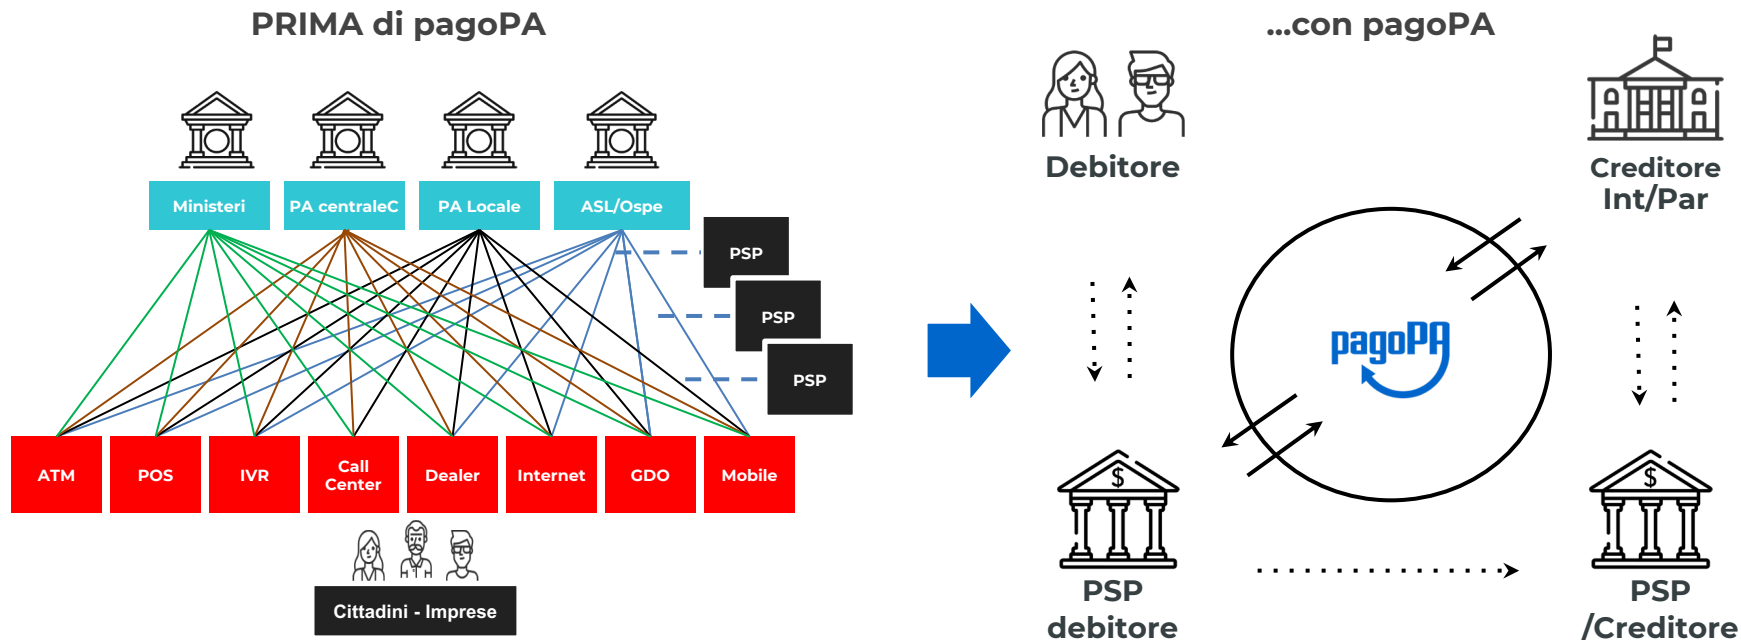 PRIMA di pagoPA
Ministeri
PA centraleC
PA Locale
ASL/Ospe
PSP
PSP
PSP
ATM
POS
IVR
Call
Center
Dealer
Internet
GDO
Mobile
Cittadini - Imprese
...con pagoPA
Debitore
Creditore
Int/Par
pagoPA
$
PSP
debitore
$
PSP
/Creditore